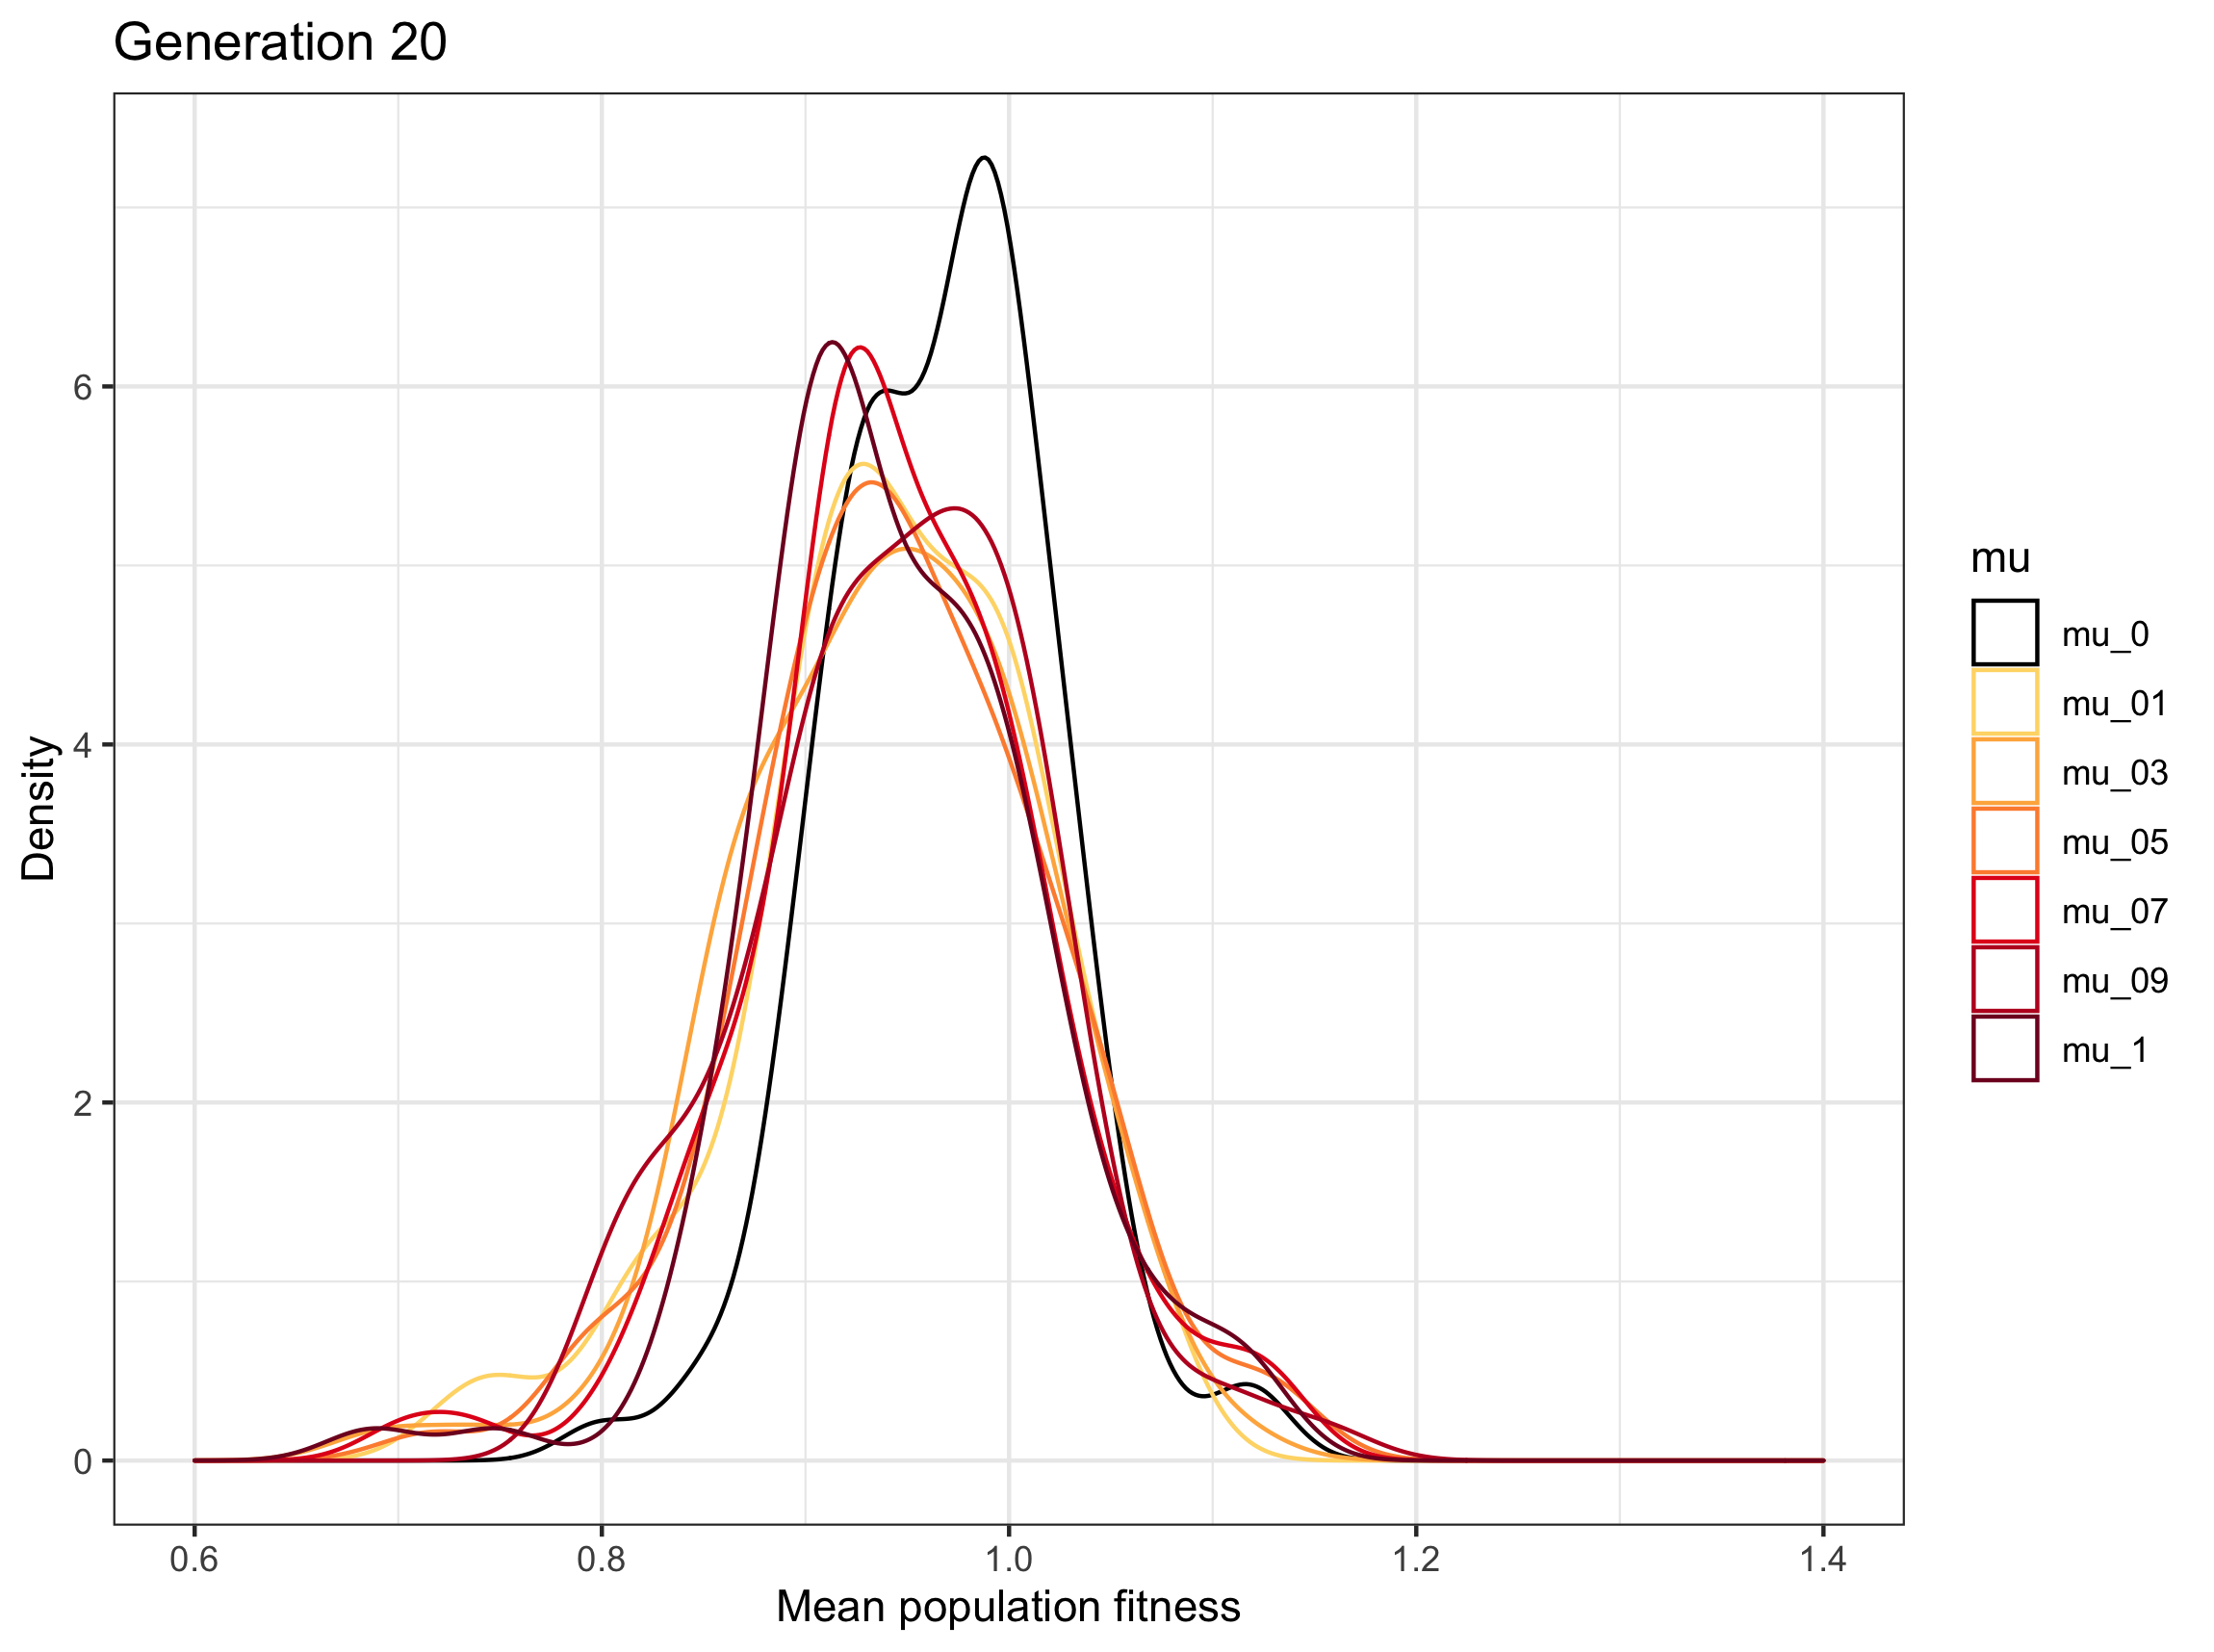 Generation 20
Density
6
4
2
0
0.6
0.8
1.0
1.2
1.4
Mean population fitness
mu
mu_0
mu_01
mu_03
mu_05
mu_07
mu_09
mu_1